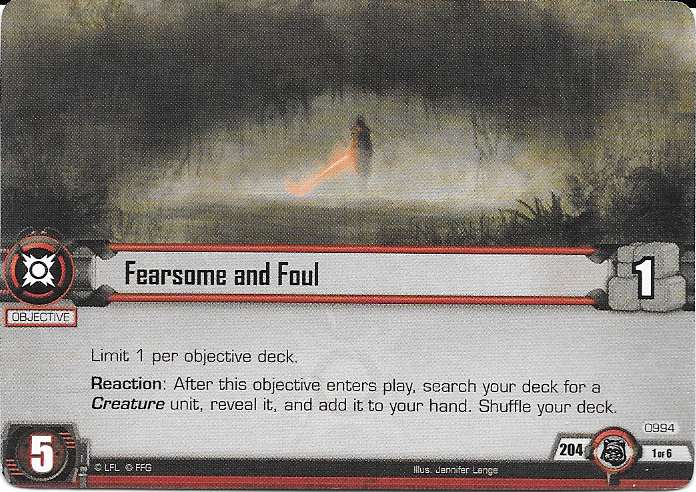 Fearsome and Foul
1
OBJECTIVE
Limit 1 per objective deck.
Reaction: After this objective enters play, search your deck for a
Creature unit, reveal it, and add it to your hand. Shuffle your deck.
0994
5
© LFL © FFG
Illus. Jennifer Lange
204
1 OF 6